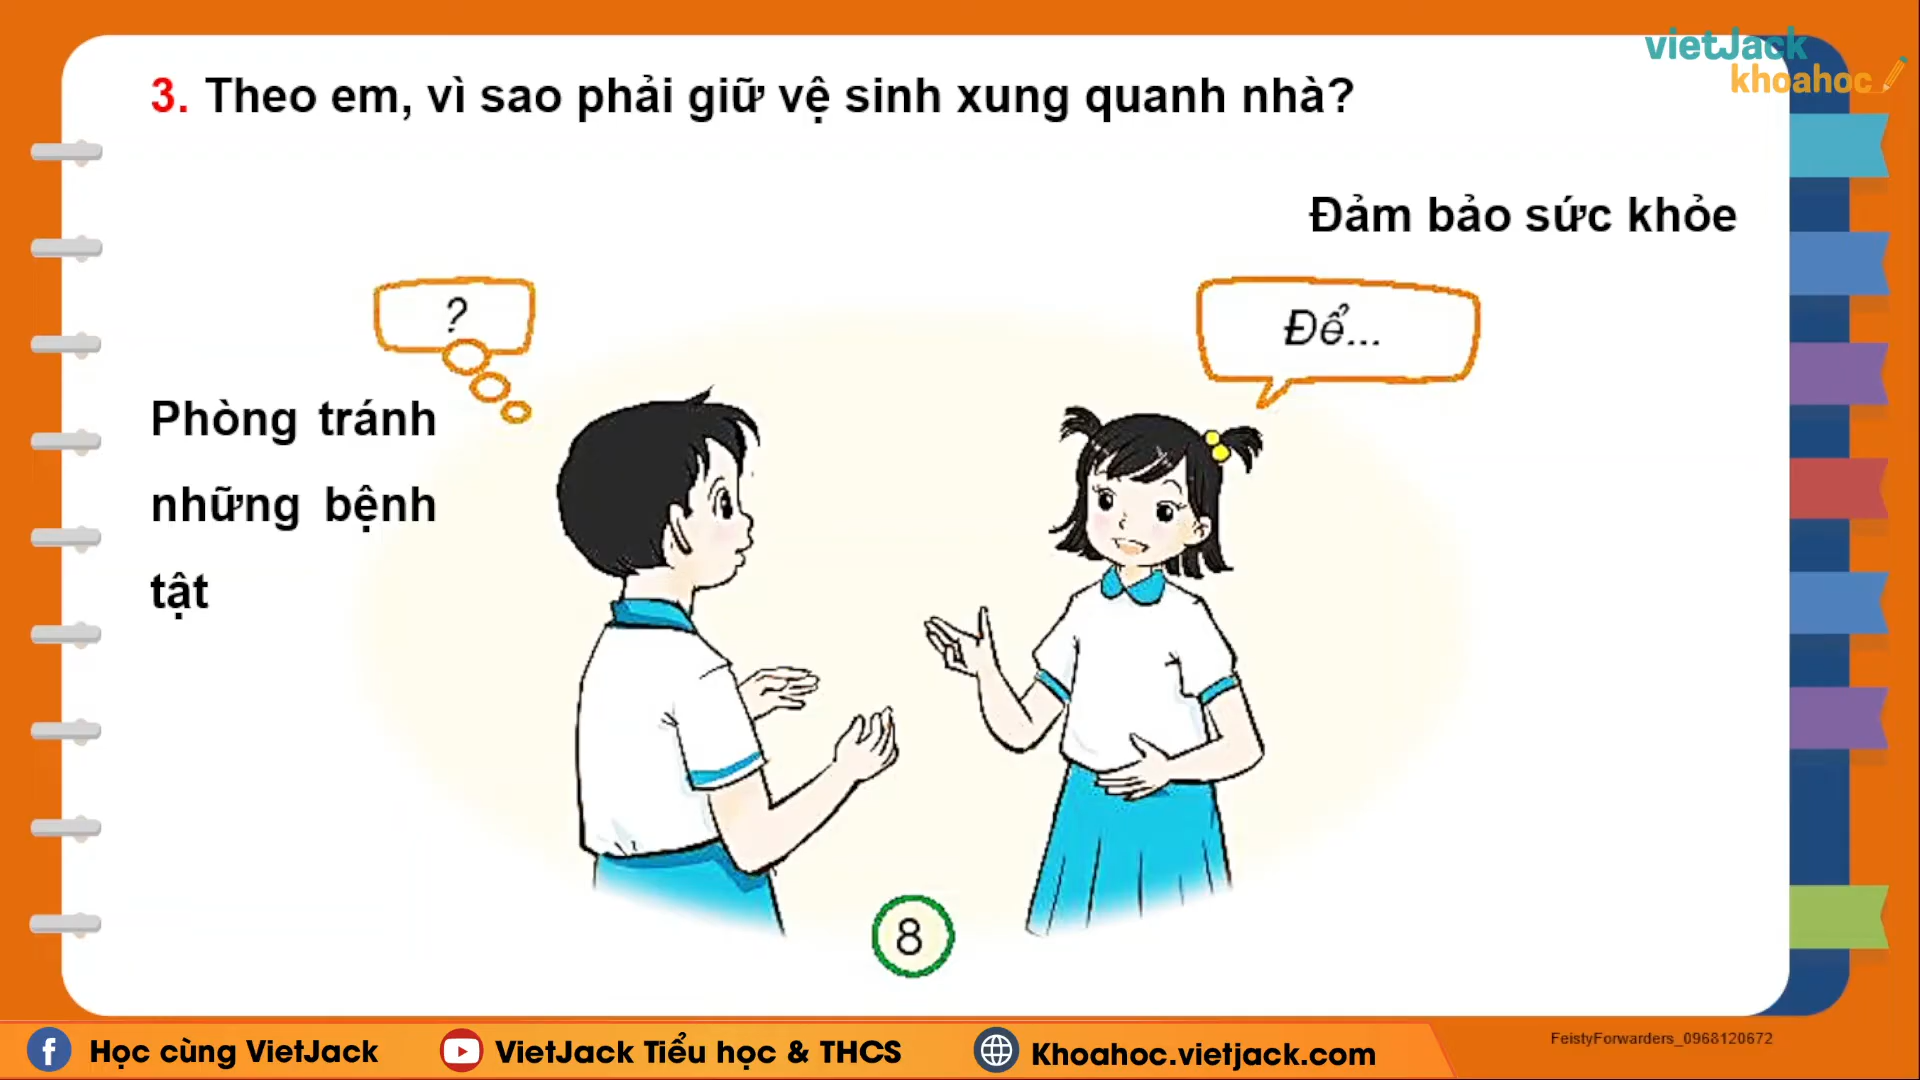 vietJack
khoahoc
3. Theo em, vì sao phải giữ vệ sinh xung quanh nhà?
Đảm bảo sức khỏe
?
Để...
Phòng tránh
những bệnh
tật
8
Học cùng VietJack
VietJack Tiểu học & THCS
Khoahoc.vietjack.com
FeistyForwarders_0968120672